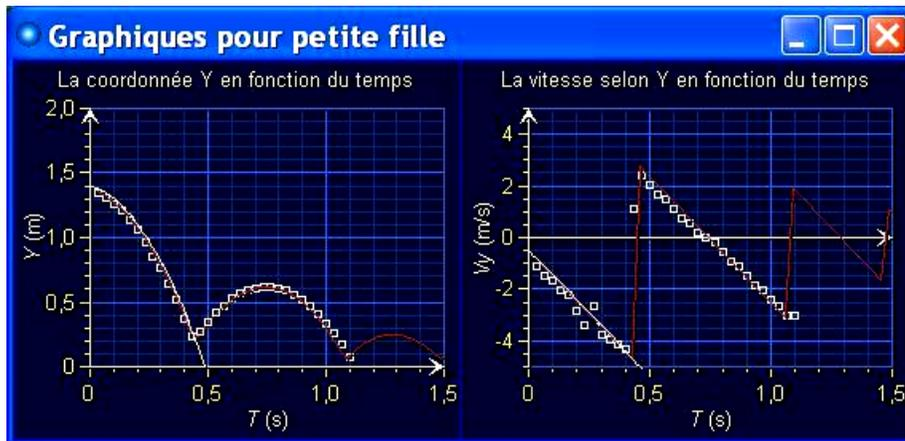 Graphiques pour petite fille
La coordonnée Y en fonction du temps
2,0
1,5
1,0
0,5
0
Y (m)
0 0,5 1,0 1,5
T (s)
La vitesse selon Y en fonction du temps
4
2
0
-2
-4
Vy (m/s)
0 0,5 1,0 1,5
T (s)